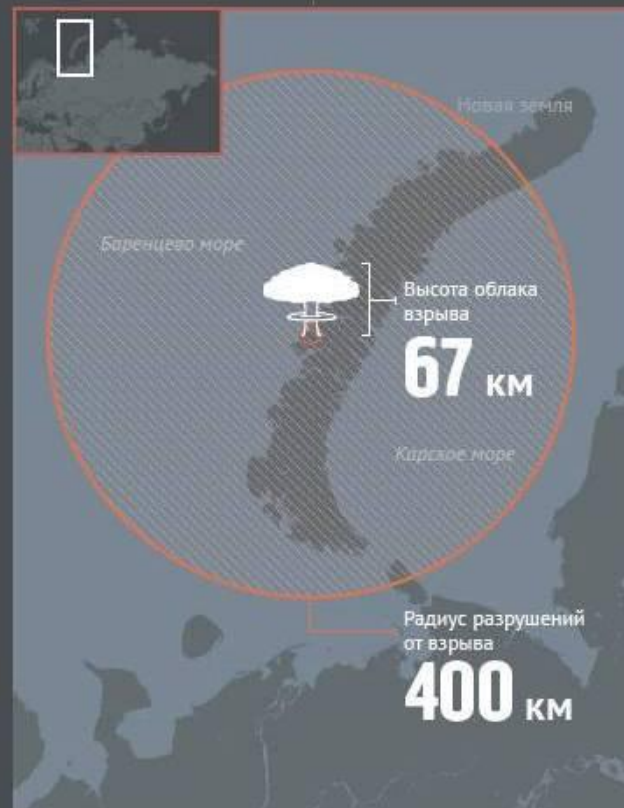 Новая земля
Баренцево море
Высота облака
взрыва
67 км
Карское море
Радиус разрушений
от взрыва
400 км